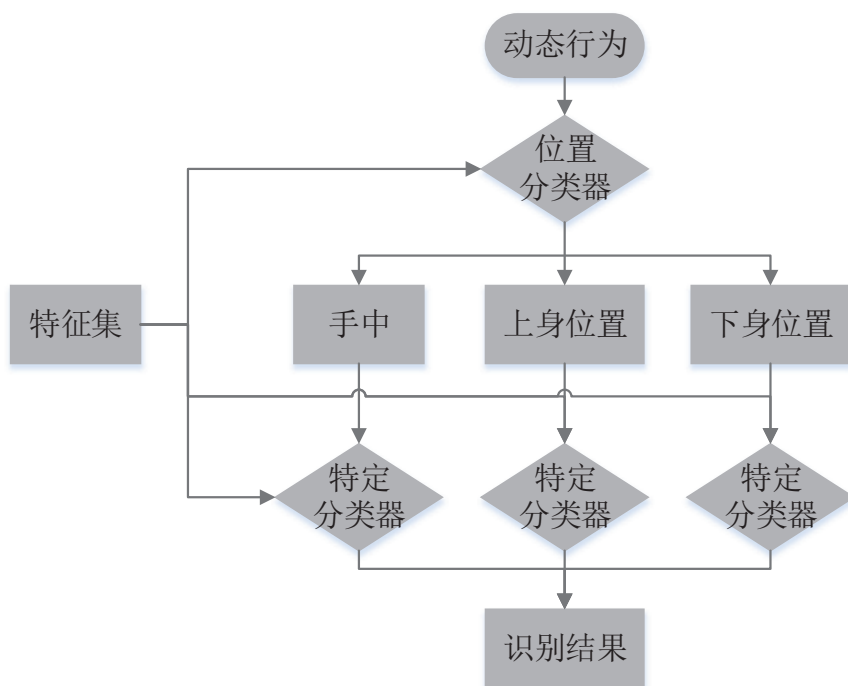 动态行为
位置
分类器
特征集
手中
上身位置
下身位置
特定
分类器
特定
分类器
特定
分类器
识别结果